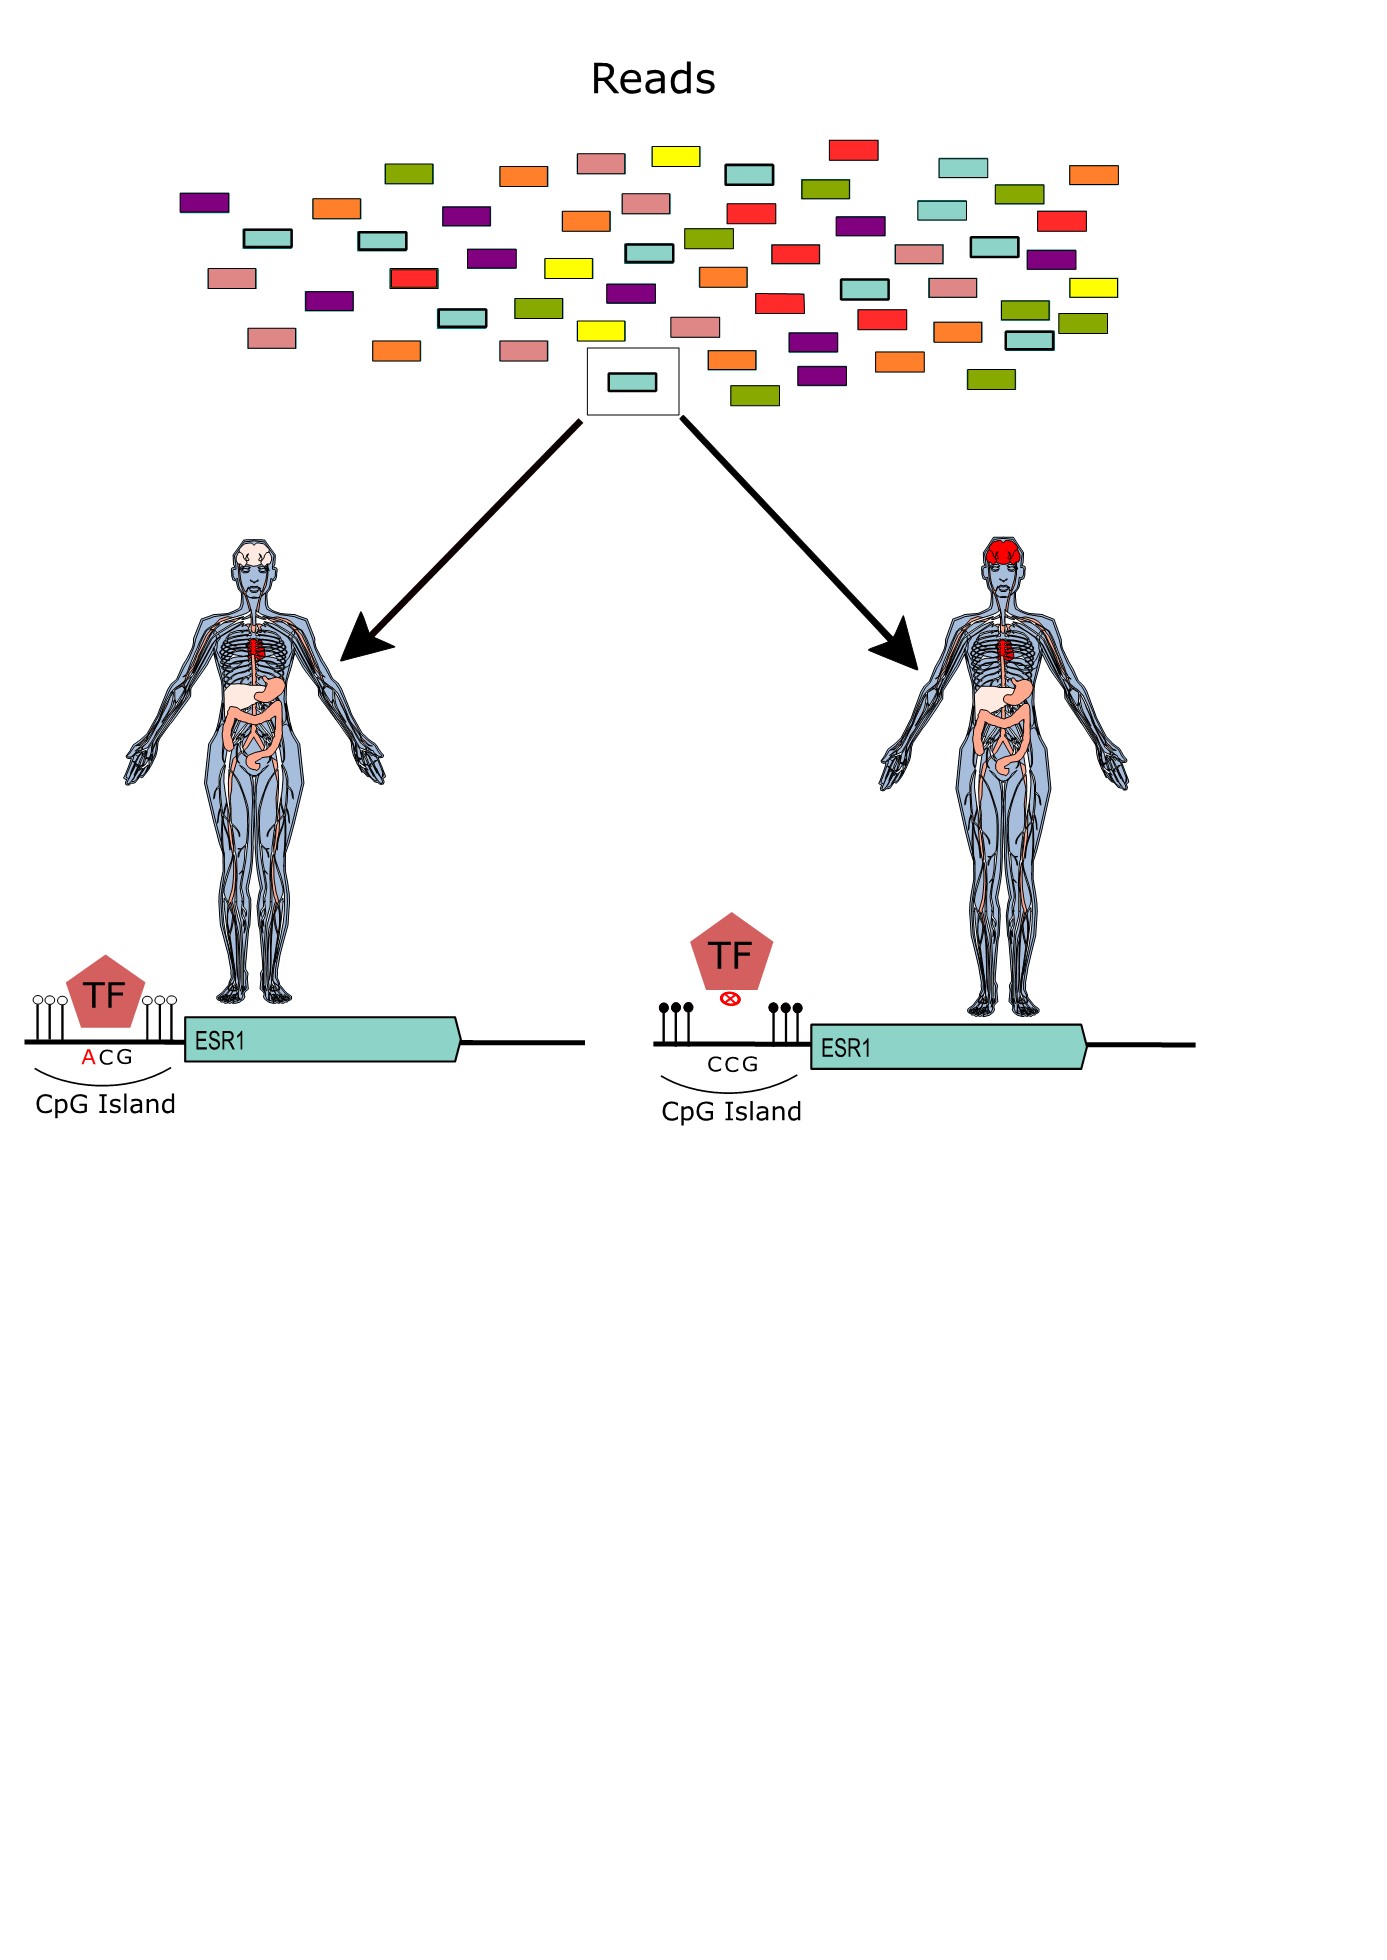 Reads
TF
ACG
ESR1
CpG Island
TF
CCG
ESR1
CpG Island